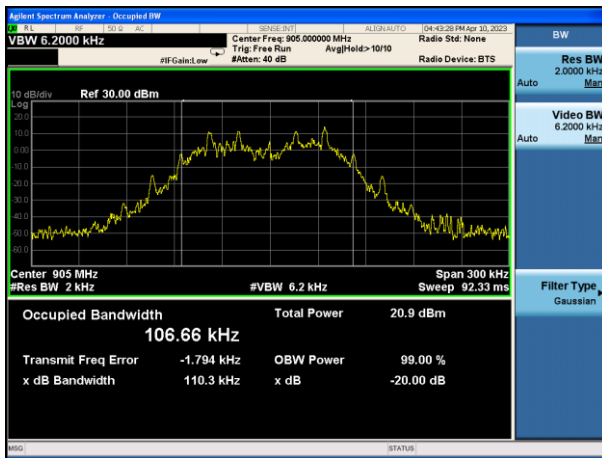 Agilent Spectrum Analyzer - Occupied BW
RL RF 50 Ω AC SENSE:INT ALIGNAUTO 04:43:28 PM Apr 10, 2023
VBW 6.2000 kHz
Center Freq: 905.000000 MHz Radio Std: None
Trig: Free Run Avg|Hold:> 10/10
#IFGain:Low #Atten: 40 dB Radio Device: BTS
10 dB/div Ref 30.00 dBm
Log
20.0
10.0
0.00
10.0
20.0
30.0
40.0
50.0
60.0
Center 905 MHz Span 300 kHz
#Res BW 2 kHz #VBW 6.2 kHz Sweep 92.33 ms
Occupied Bandwidth Total Power 20.9 dBm
106.66 kHz
Transmit Freq Error -1.794 kHz OBW Power 99.00 %
x dB Bandwidth 110.3 kHz x dB -20.00 dB
MSG STATUS
BW
Res BW
2.0000 kHz
Auto Man
Video BW
6.2000 kHz
Auto Man
Filter Type
Gaussian